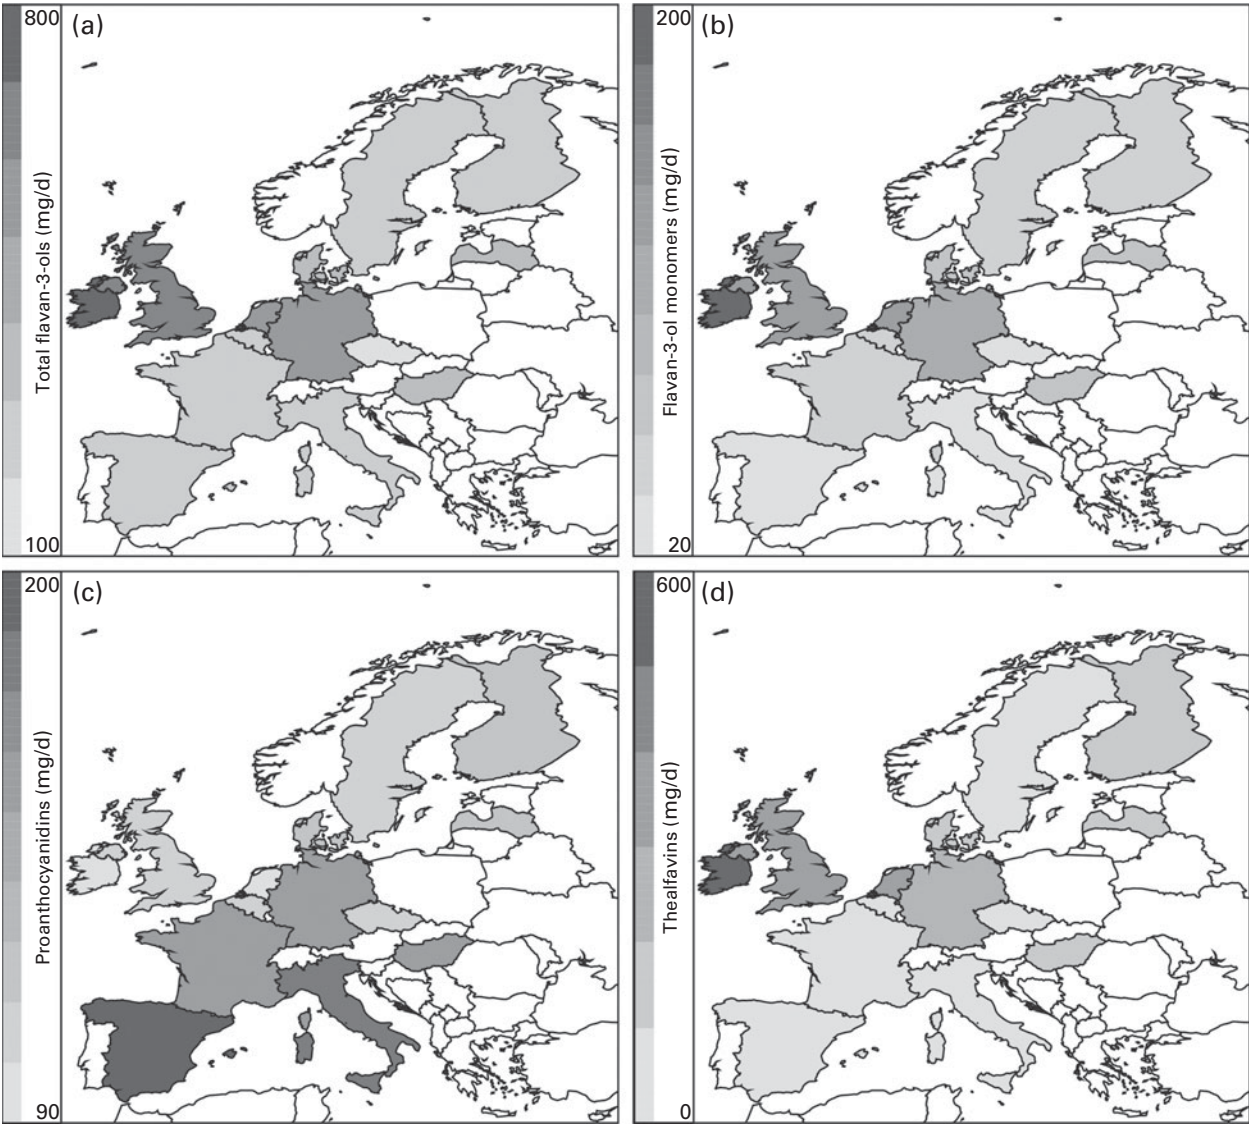 800
(a)
Total flavan-3-ols (mg/d)
100
200
(b)
Flavan-3-ol monomers (mg/d)
20
200
(c)
Proanthocyanidins (mg/d)
90
600
(d)
Thealfavins (mg/d)
0